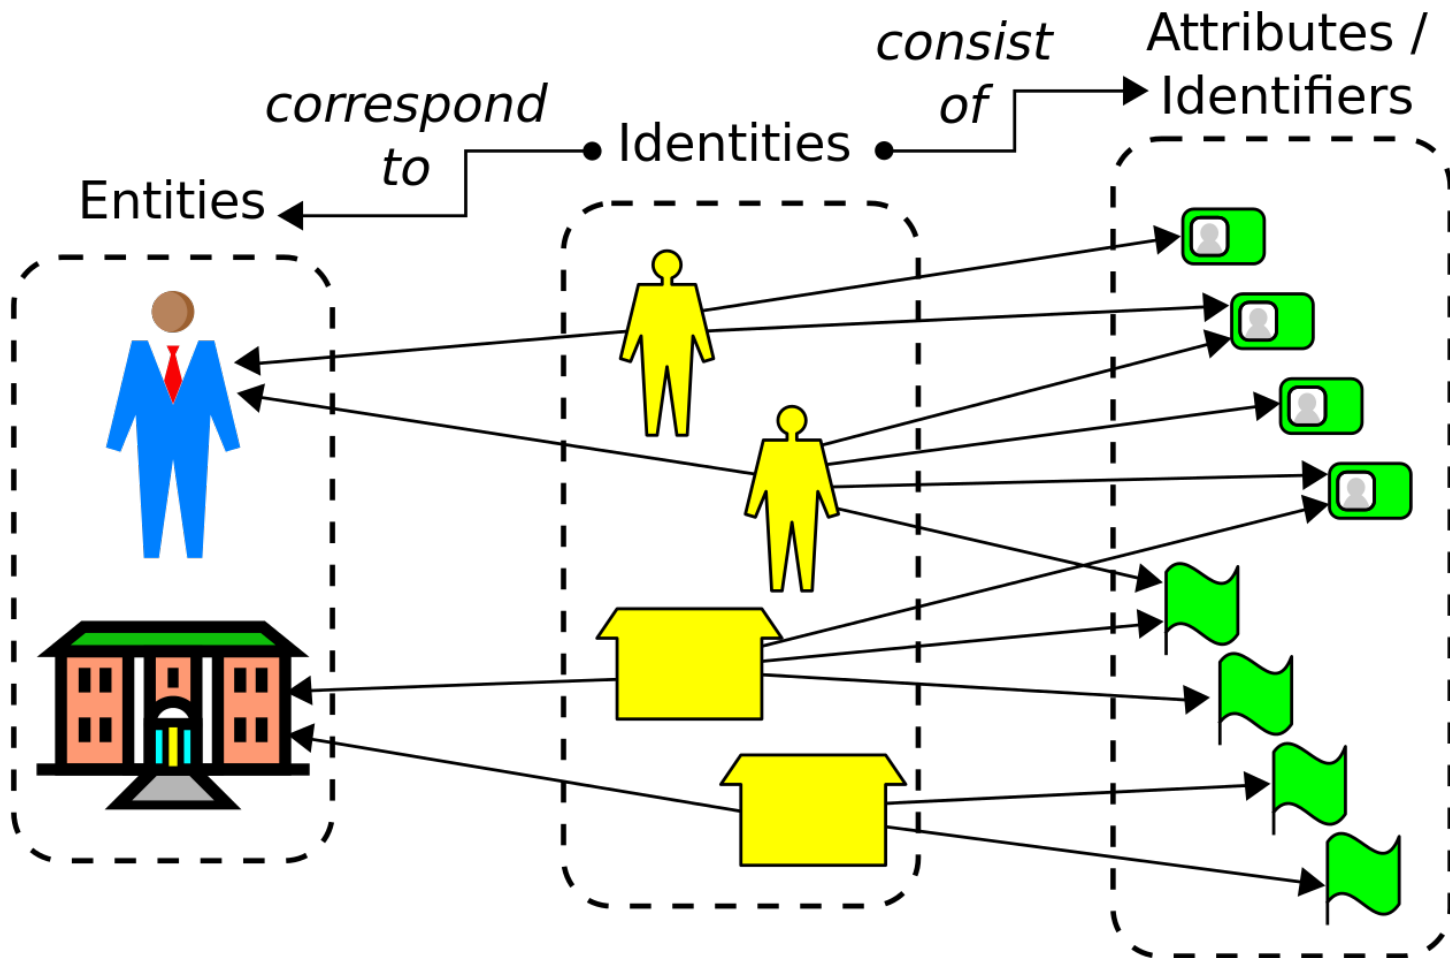 consist
of
Attributes /
Identifiers
correspond
to
Identities
Entities